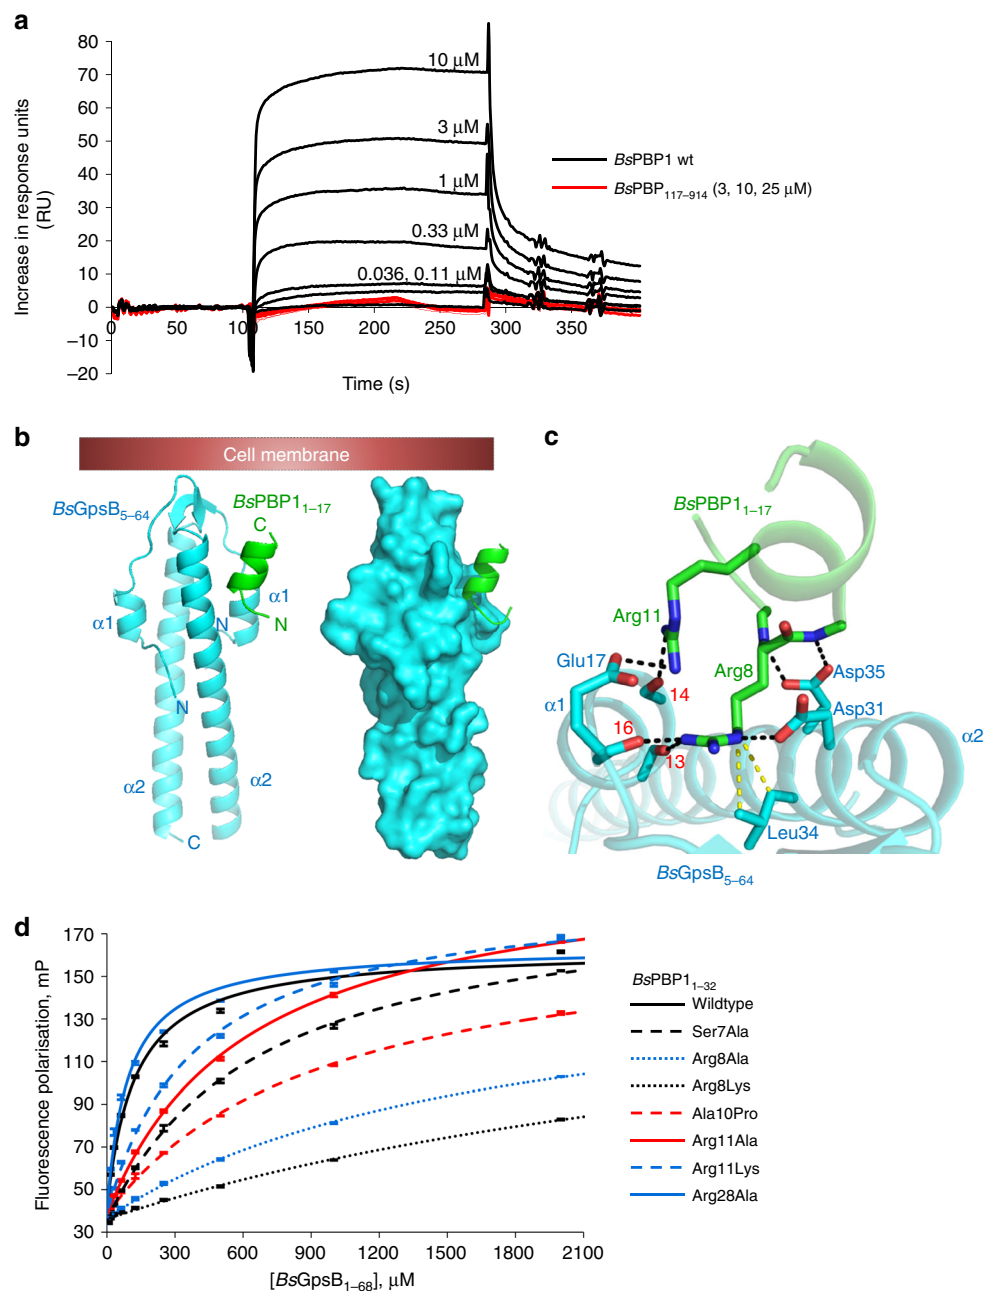 a
80
70
60
50
40
30
20
10
0
–10
–20
Increase in response units
(RU)
10 µM
3 µM
1 µM
0.33 µM
0.036, 0.11 µM
BsPBP1 wt
BsPBP117–914 (3, 10, 25 µM)
0 50 100 150 200 250 300 350
Time (s)
b
Cell membrane
BsGpsB5–64
BsPBP11–17
C
α1
α1
N
N
N
α2
α2
C
c
BsPBP11–17
Arg11
Glu17
Arg8
Asp35
14
α1
Asp31
16
α2
13
Leu34
BsGpsB5–64
d
170
150
130
110
90
70
50
30
Fluorescence polarisation, mP
0 300 600 900 1200 1500 1800 2100
[BsGpsB1–68], µM
BsPBP11–32
Wildtype
Ser7Ala
Arg8Ala
Arg8Lys
Ala10Pro
Arg11Ala
Arg11Lys
Arg28Ala